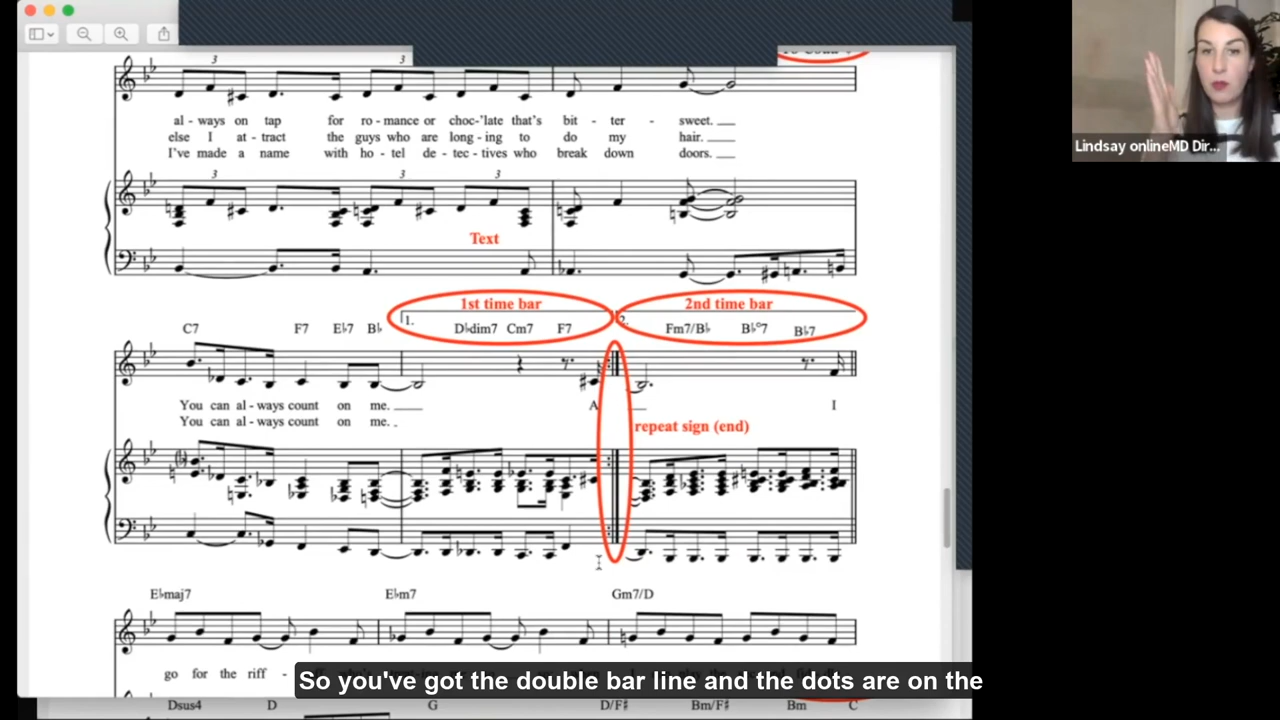 3 3
al - ways on tap for ro - mance or choc-'late that's bit - ter - sweet.
else I at - tract the guys who are long - ing to do my hair.
I've made a name with ho - tel de - tec - tives who break down doors.
3 3 3
Text
1st time bar 2nd time bar
1. 2.
C7 F7 E♭7 B♭ D♭dim7 Cm7 F7 Fm7/B♭ B♭°7 B♭7
You can al - ways count on me. A I
You can al - ways count on me.
repeat sign (end)
E♭maj7 E♭m7 Gm7/D
go for the riff -
Dsus4 D G D/F♯ Bm/F♯ Bm C
Lindsay onlineMD Dir...
So you've got the double bar line and the dots are on the